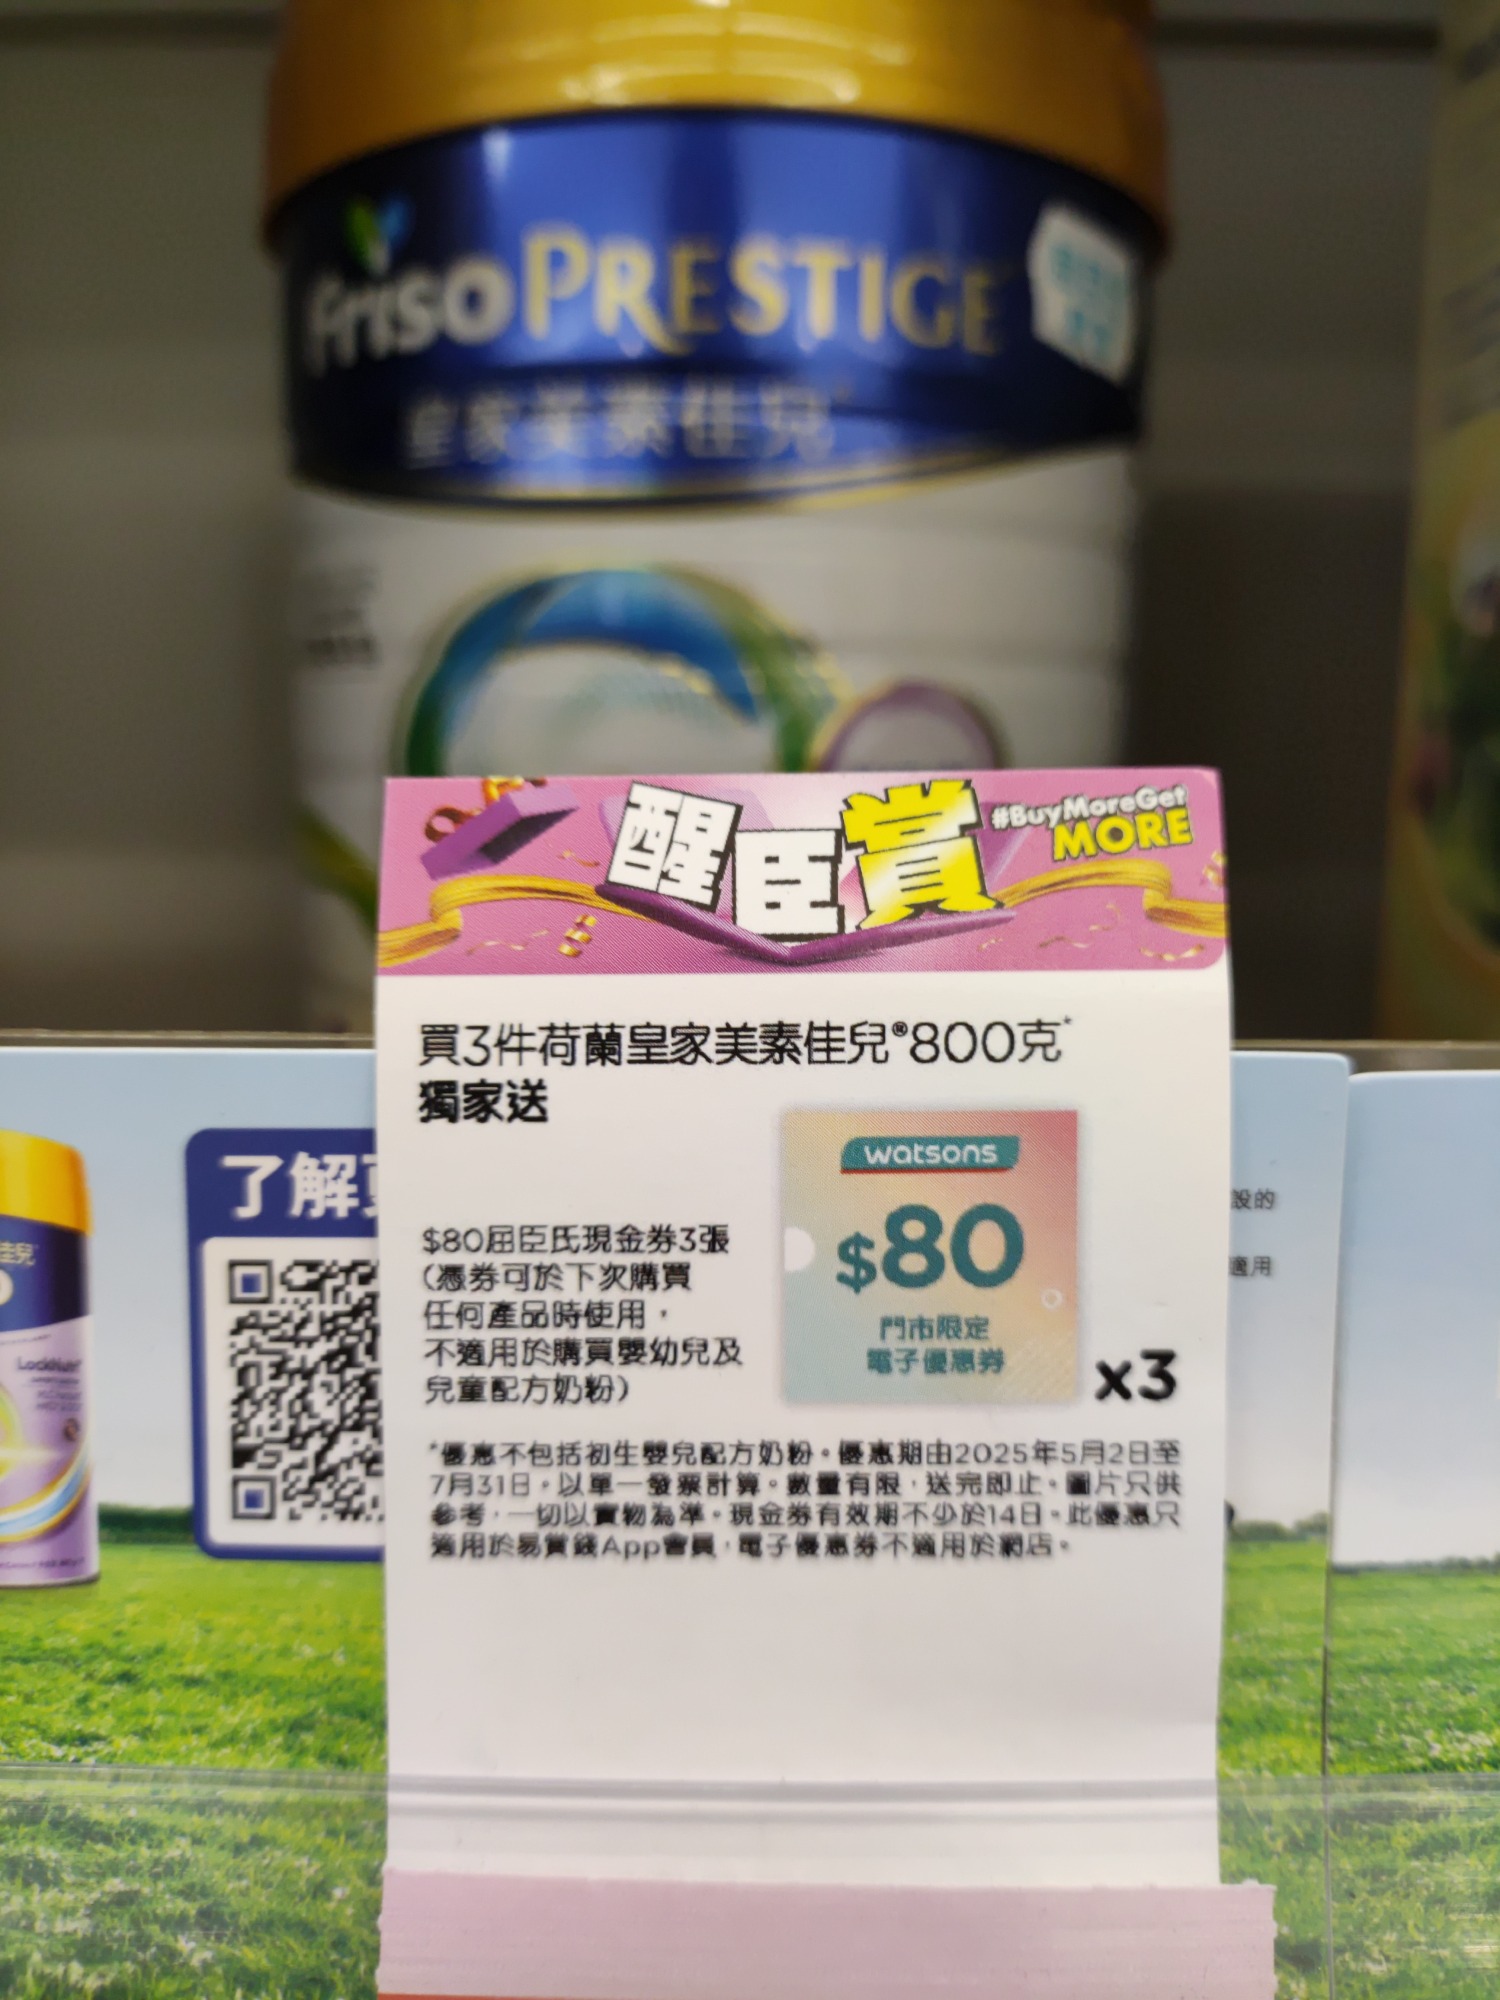 friso PRESTIGE
皇家美素佳兒
醒臣賞
#BuyMoreGet
MORE
買3件荷蘭皇家美素佳兒®800克*
獨家送
watsons
$80
門市限定
電子優惠券
x3
$80屈臣氏現金券3張
(憑券可於下次購買
任何產品時使用，
不適用於購買嬰幼兒及
兒童配方奶粉)
*優惠不包括初生嬰兒配方奶粉。優惠期由2025年5月2日至
7月31日。以單一發票計算。數量有限，送完即止。圖片只供
參考，一切以實物為準。現金券有效期不少於14日。此優惠只
適用於易賞錢App會員，電子優惠券不適用於網店。
了解
佳兒
設的
適用